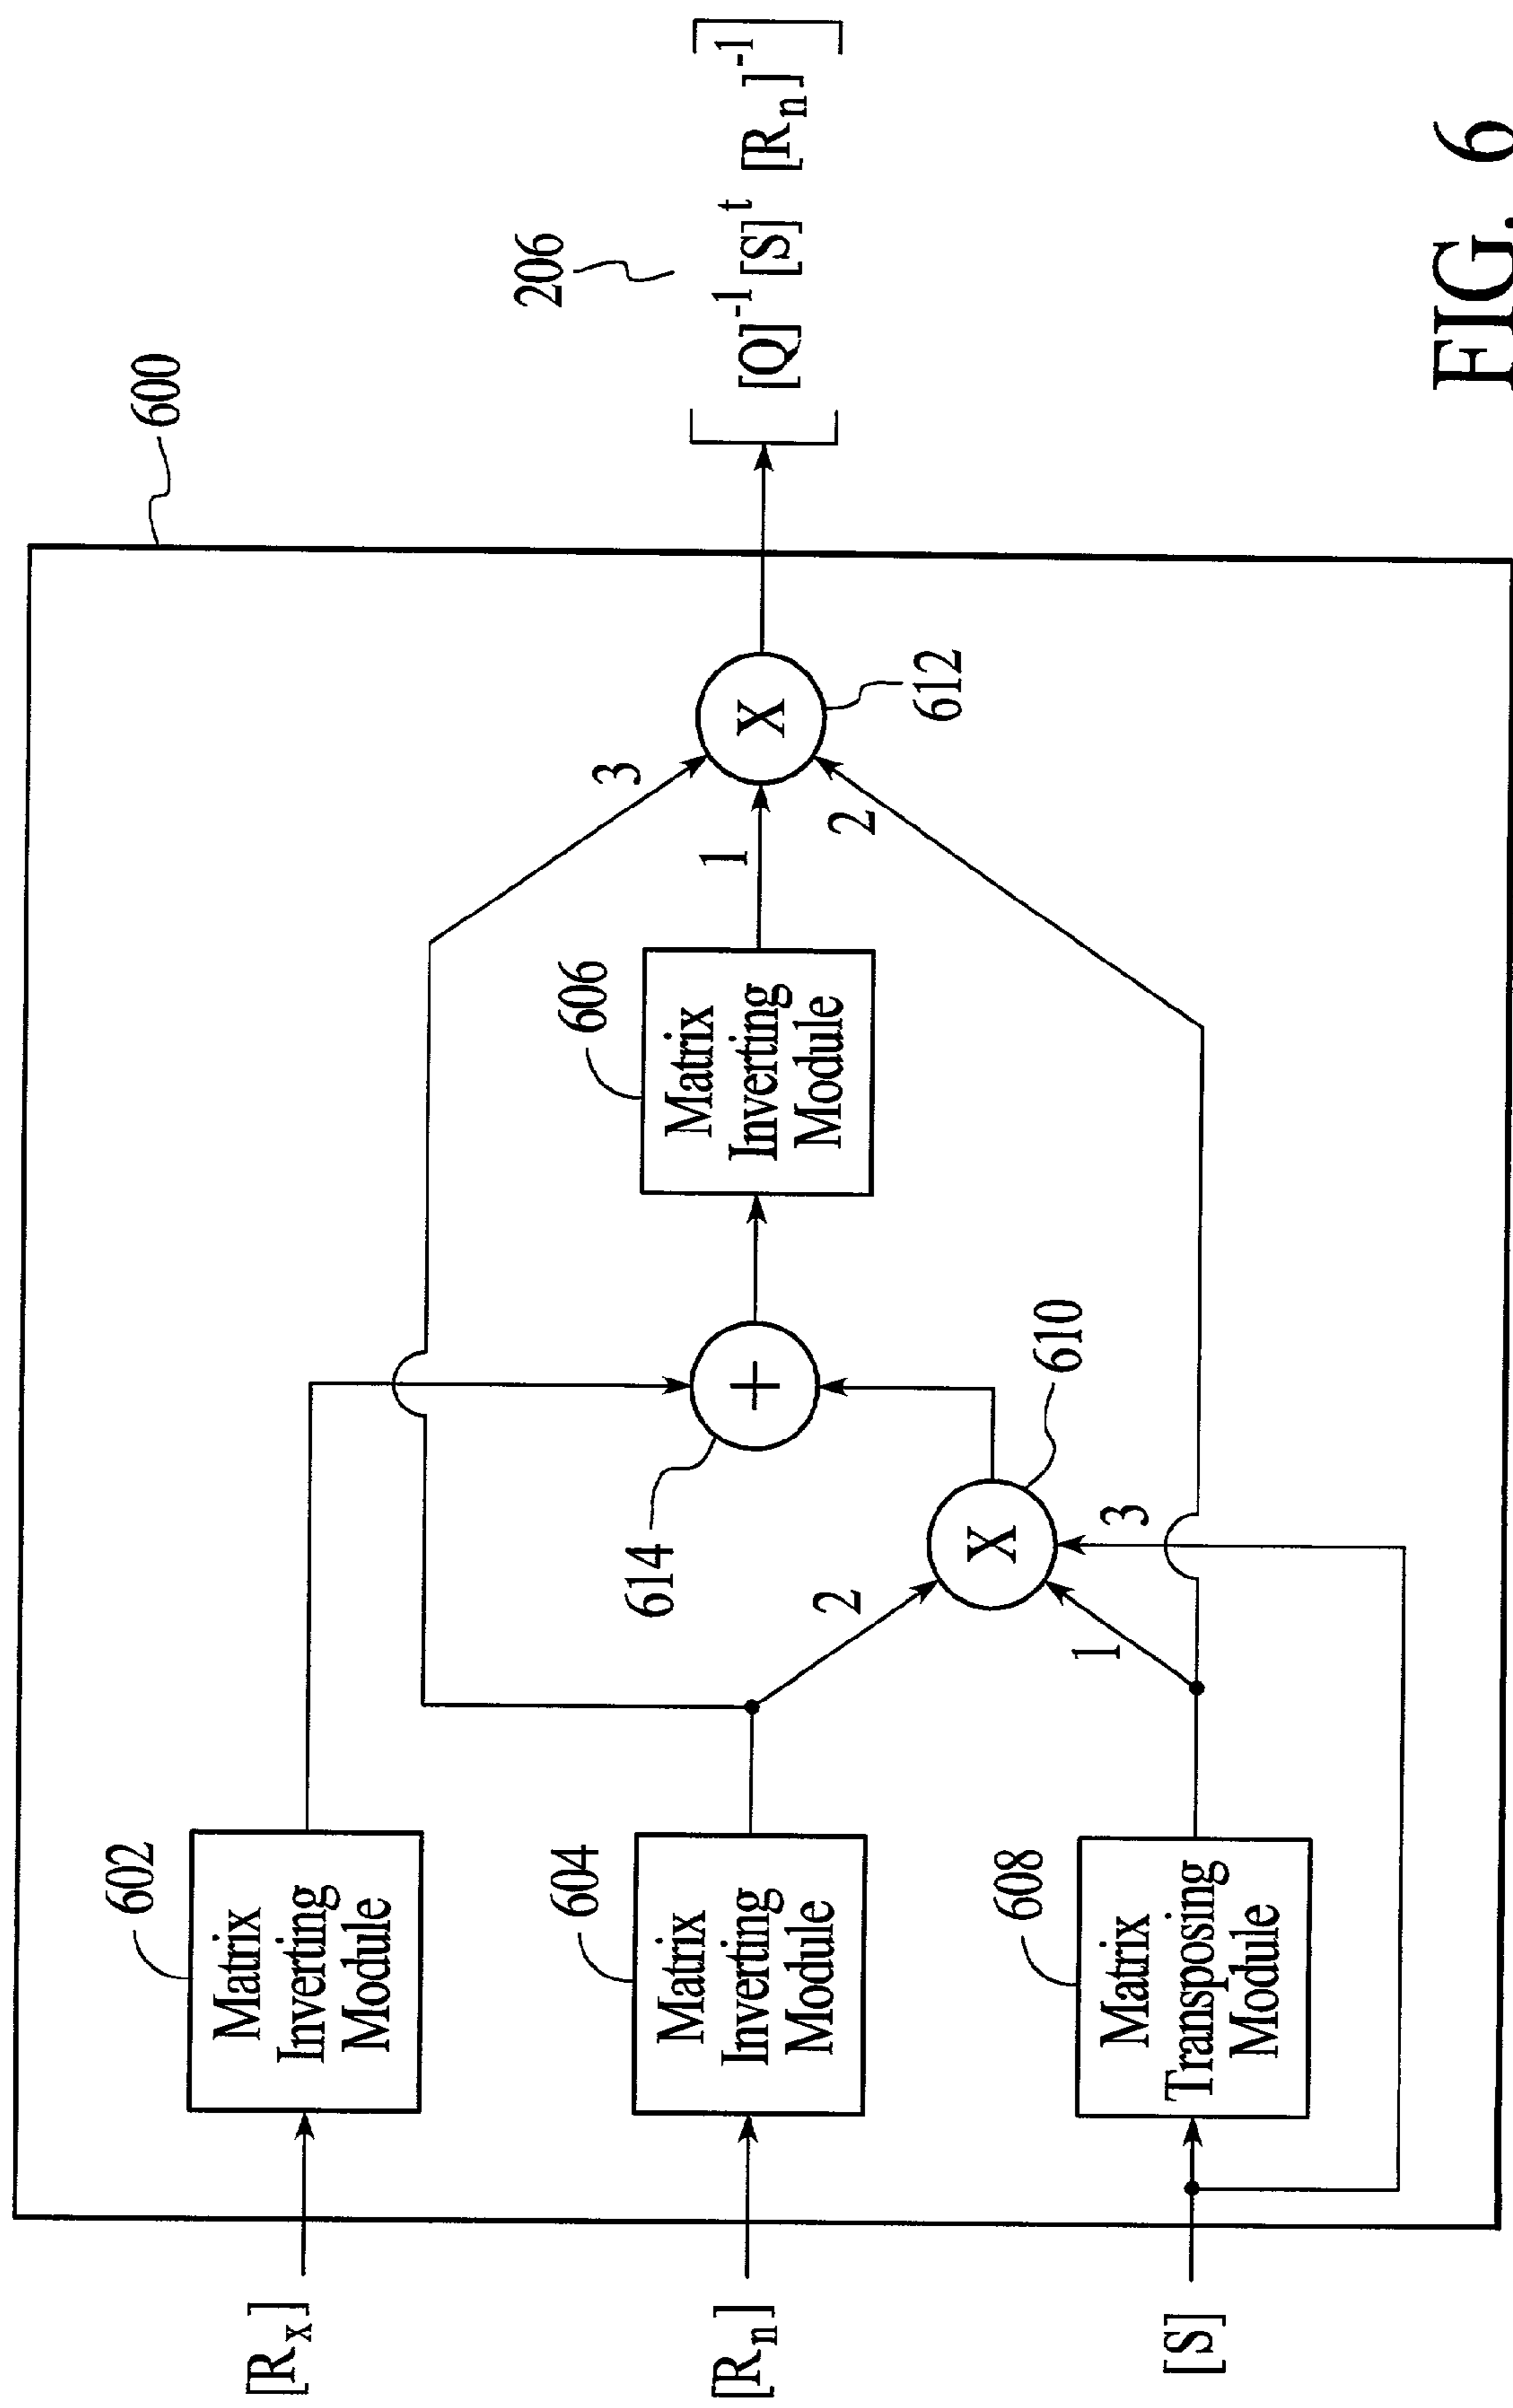 600
206
[R_x]
602
Matrix
Inverting
Module
3
[R_n]
604
Matrix
Inverting
Module
614
+
606
Matrix
Inverting
Module
1
X
612
[ [Q]^-1 [S]^t [R_n]^-1 ]
2
2
X
610
1
3
[S]
608
Matrix
Transposing
Module
FIG. 6